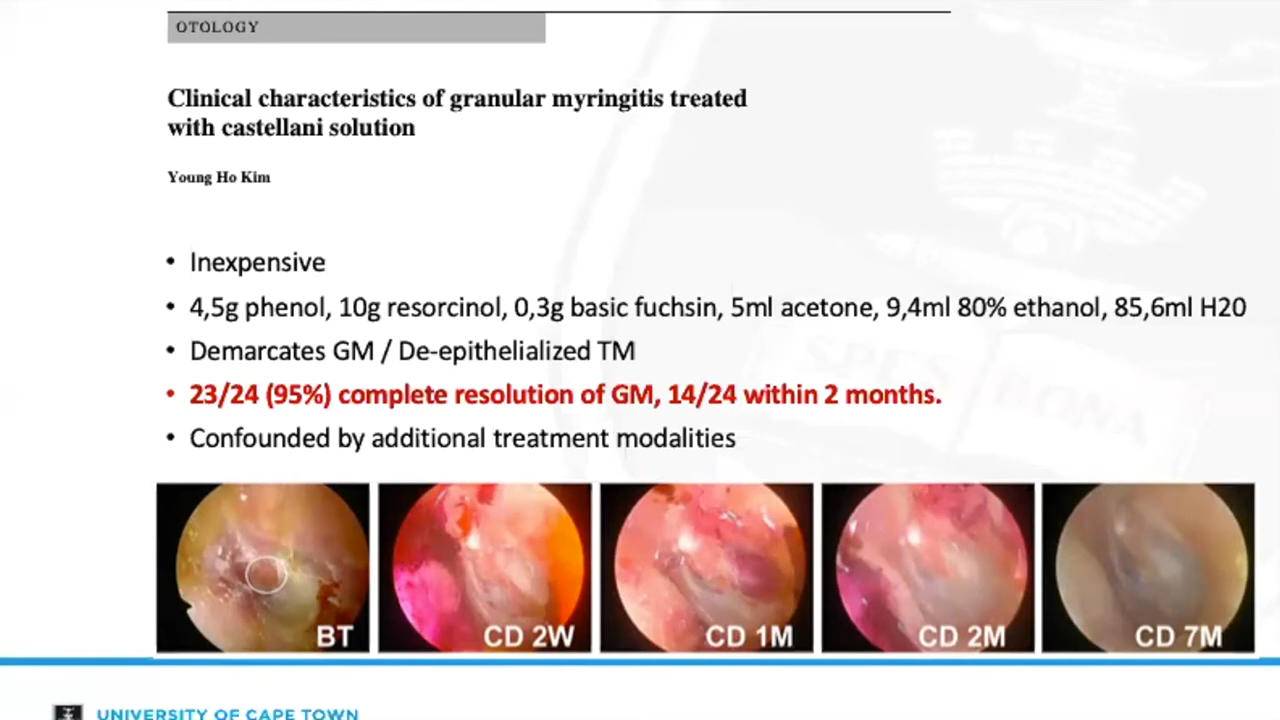 OTOLOGY
Clinical characteristics of granular myringitis treated
with castellani solution
Young Ho Kim
• Inexpensive
• 4,5g phenol, 10g resorcinol, 0,3g basic fuchsin, 5ml acetone, 9,4ml 80% ethanol, 85,6ml H20
• Demarcates GM / De-epithelialized TM
• 23/24 (95%) complete resolution of GM, 14/24 within 2 months.
• Confounded by additional treatment modalities
SPES BONA
BT
CD 2W
CD 1M
CD 2M
CD 7M
UNIVERSITY OF CAPE TOWN